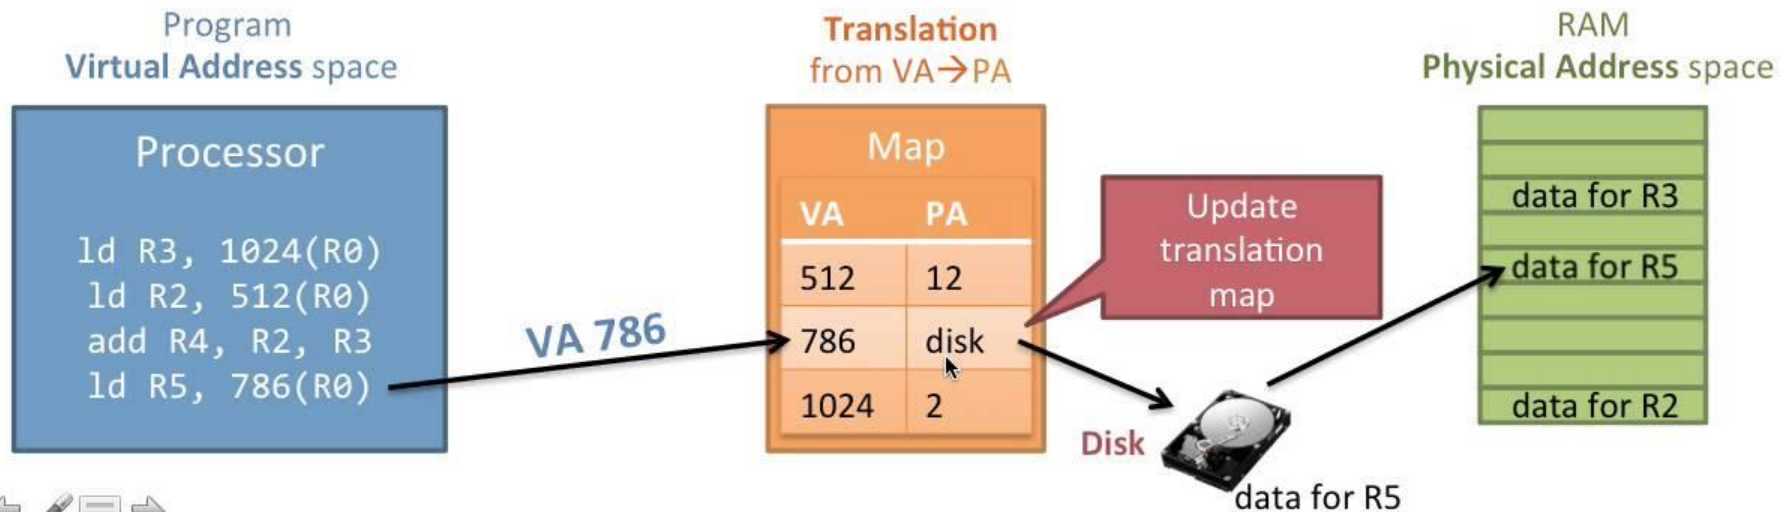 Program
Virtual Address space
Processor
ld R3, 1024(R0)
ld R2, 512(R0)
add R4, R2, R3
ld R5, 786(R0)
VA 786
Translation
from VA→PA
Map
VA PA
512 12
786 disk
1024 2
Update
translation
map
Disk
data for R5
RAM
Physical Address space
data for R3
data for R5
data for R2